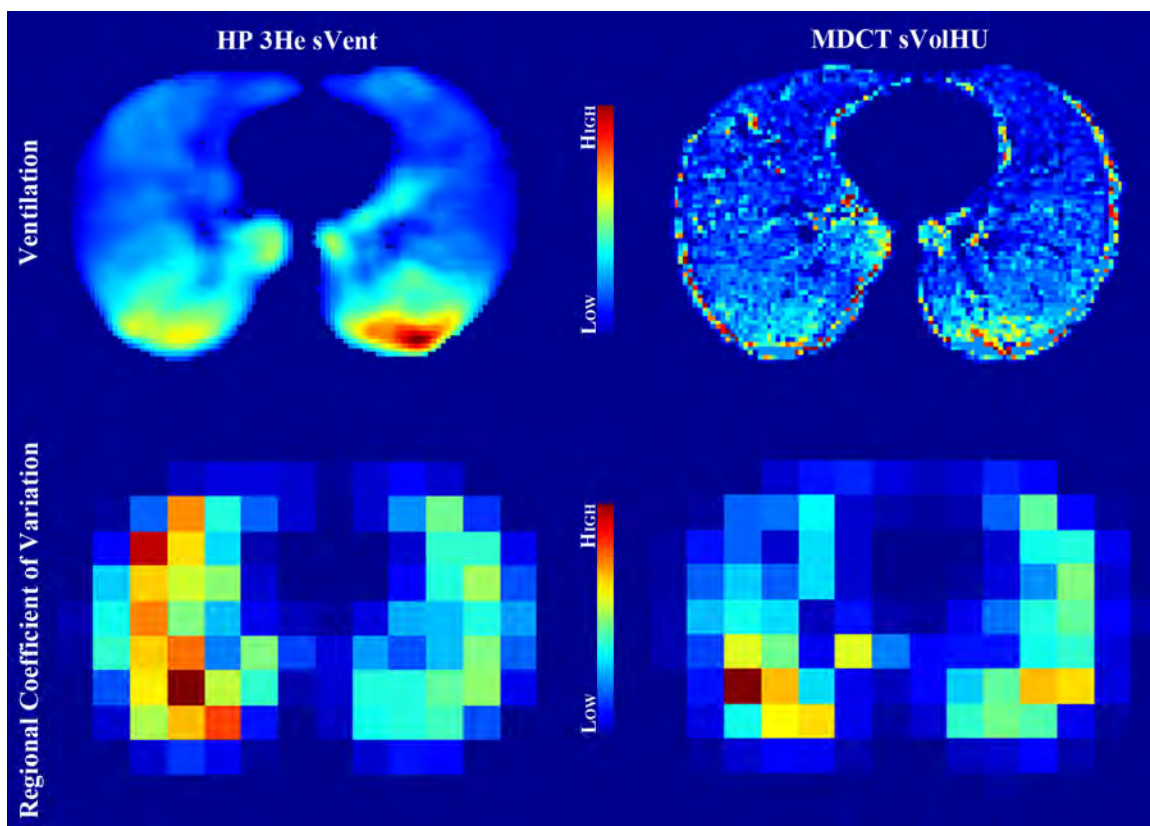 HP 3He sVent
MDCT sVolHU
Ventilation
HIGH
LOW
Regional Coefficient of Variation
HIGH
LOW